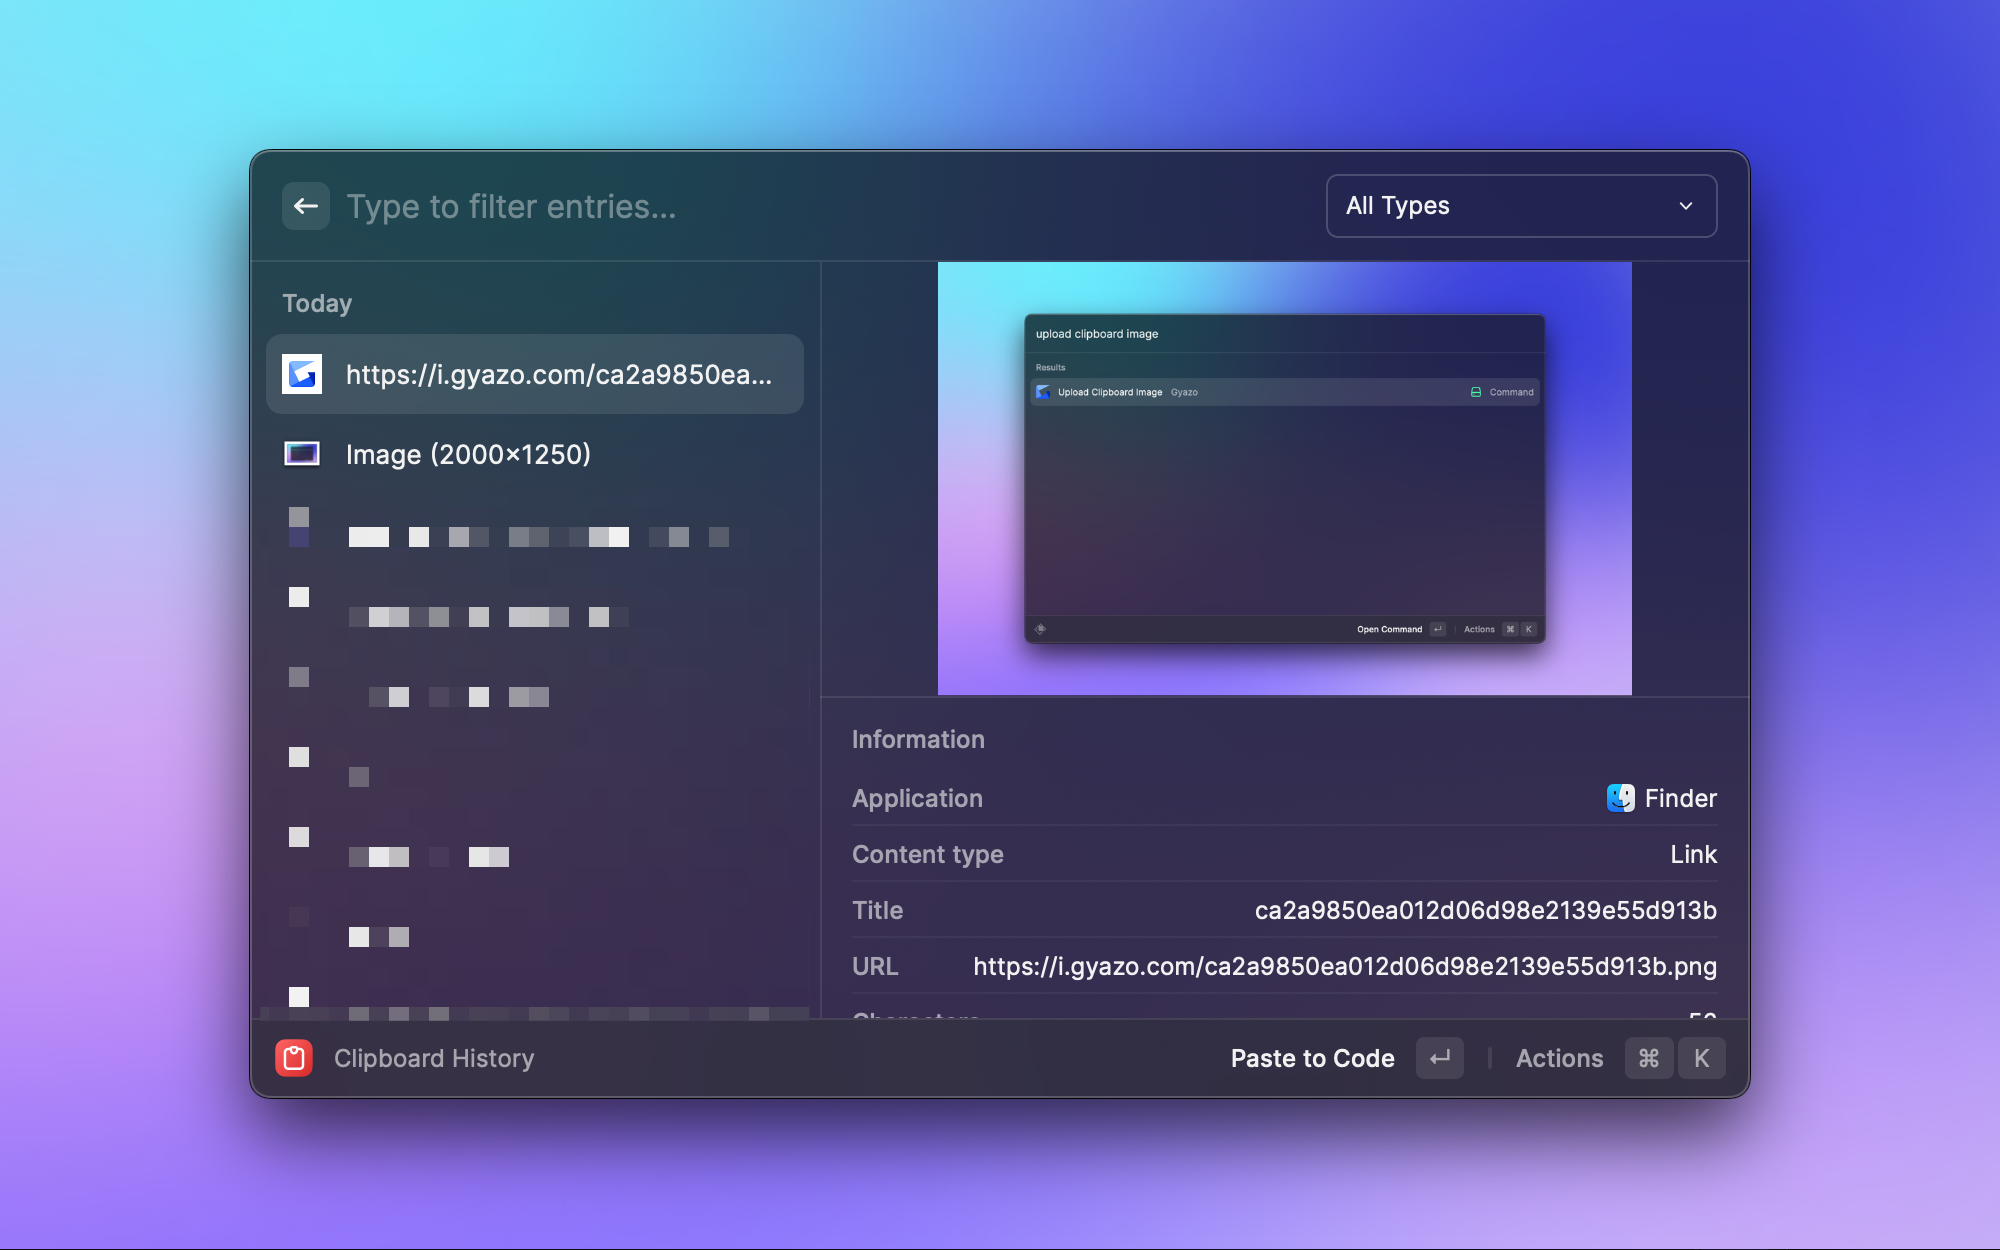 Type to filter entries...
All Types
Today
https://i.gyazo.com/ca2a9850ea...
Image (2000×1250)
upload clipboard image
Results
Upload Clipboard Image Gyazo Command
Open Command Actions ⌘ K
Information
Application Finder
Content type Link
Title ca2a9850ea012d06d98e2139e55d913b
URL https://i.gyazo.com/ca2a9850ea012d06d98e2139e55d913b.png
Clipboard History
Paste to Code Actions ⌘ K